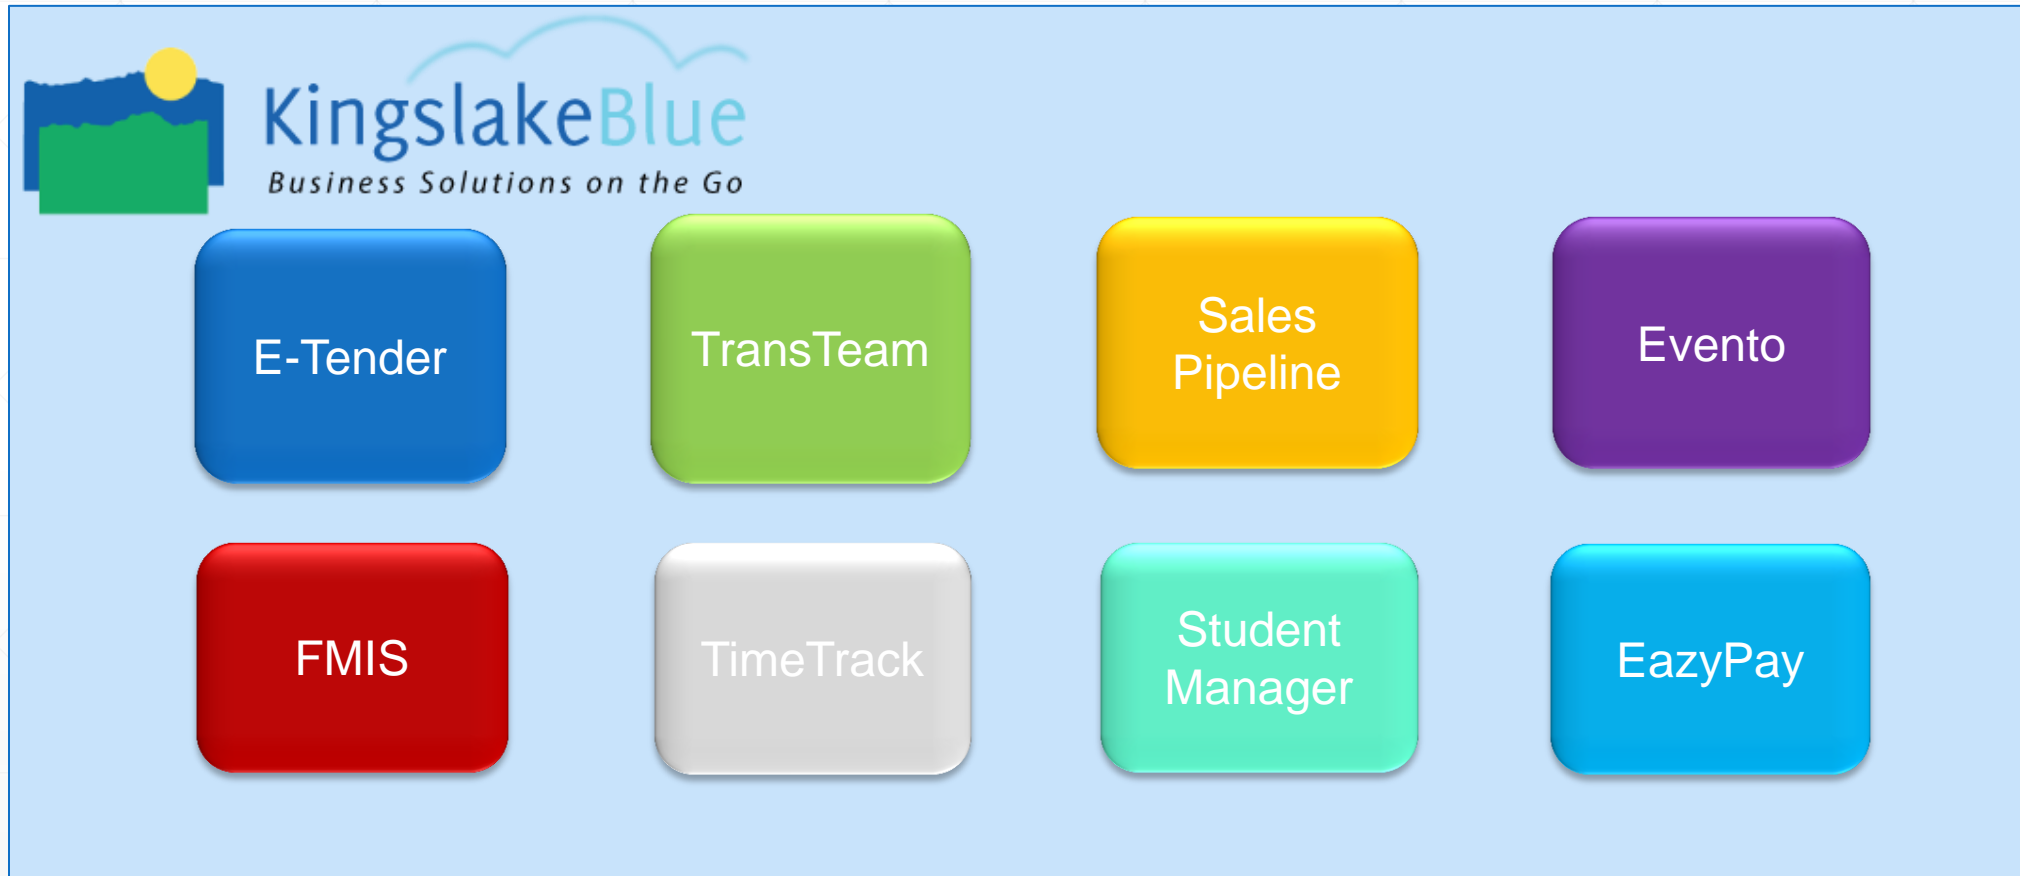 KingslakeBlue
Business Solutions on the Go
E-Tender
TransTeam
Sales
Pipeline
Evento
FMIS
TimeTrack
Student
Manager
EazyPay